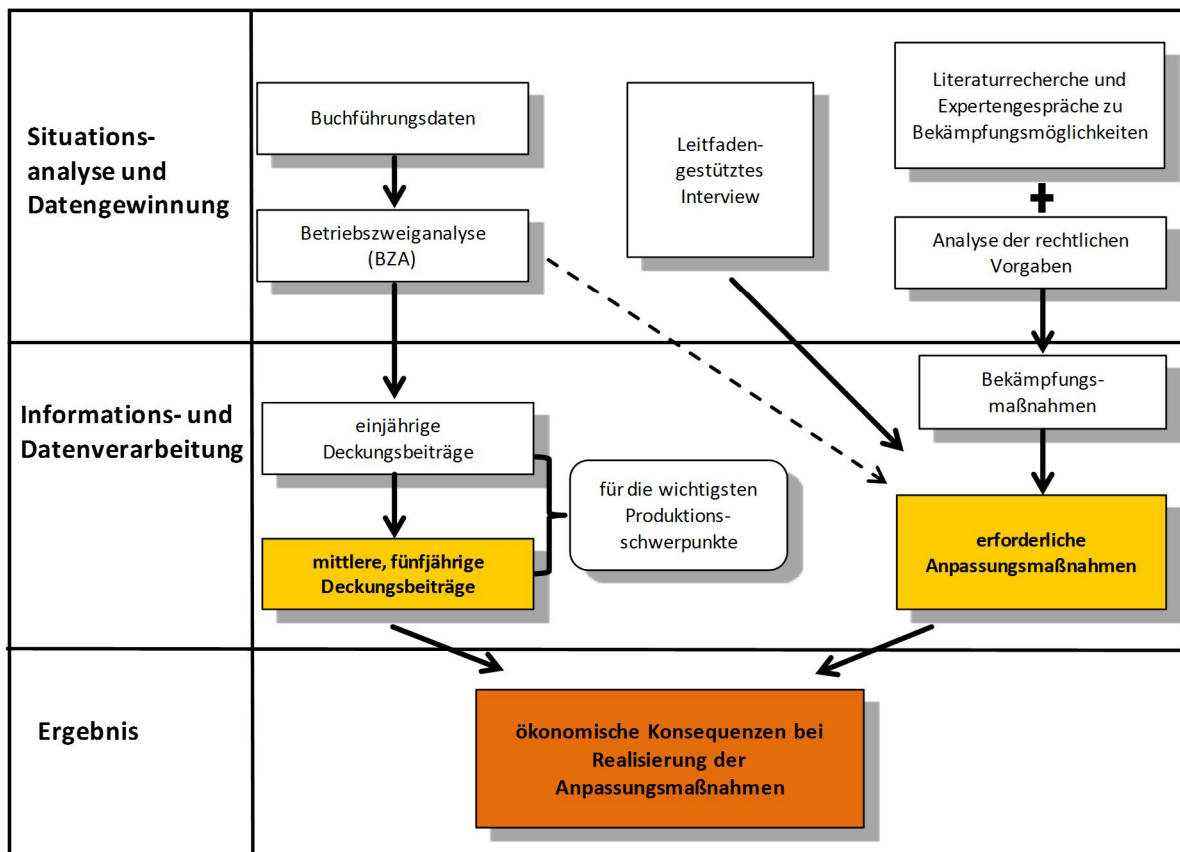 Situations-
analyse und
Datengewinnung
Buchführungsdaten
Betriebszweiganalyse
(BZA)
Leitfaden-
gestütztes
Interview
Literaturrecherche und
Expertengespräche zu
Bekämpfungsmöglichkeiten
+
Analyse der rechtlichen
Vorgaben
Informations- und
Datenverarbeitung
einjährige
Deckungsbeiträge
mittlere, fünfjährige
Deckungsbeiträge
für die wichtigsten
Produktions-
schwerpunkte
Bekämpfungs-
maßnahmen
erforderliche
Anpassungsmaßnahmen
Ergebnis
ökonomische Konsequenzen bei
Realisierung der
Anpassungsmaßnahmen